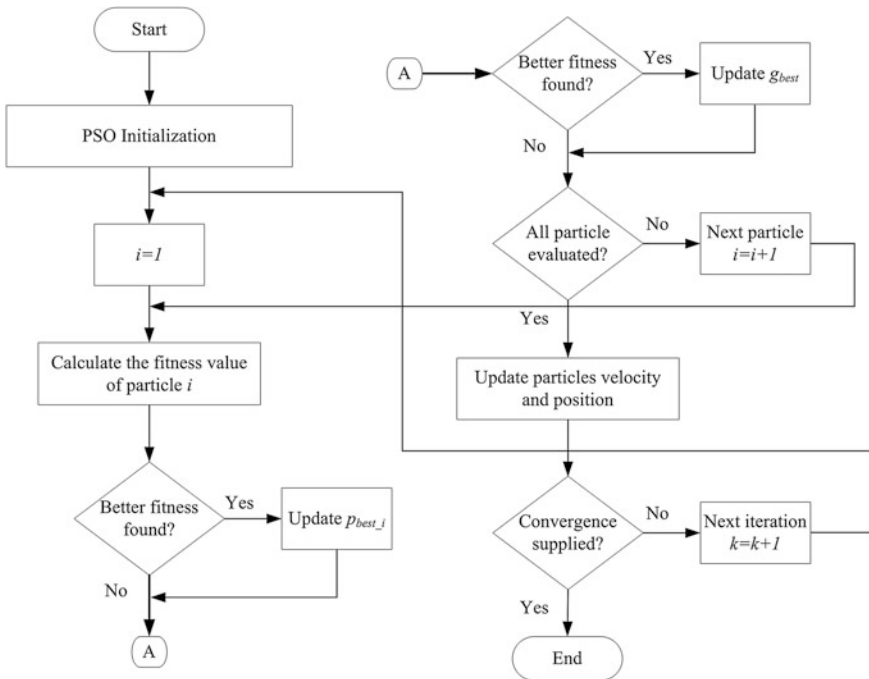 Start
PSO Initialization
i=1
Calculate the fitness value
of particle i
Better fitness
found?
Yes
Update pbest_i
No
A
A
Better fitness
found?
Yes
Update gbest
No
All particle
evaluated?
No
Next particle
i=i+1
Yes
Update particles velocity
and position
Convergence
supplied?
No
Next iteration
k=k+1
Yes
End